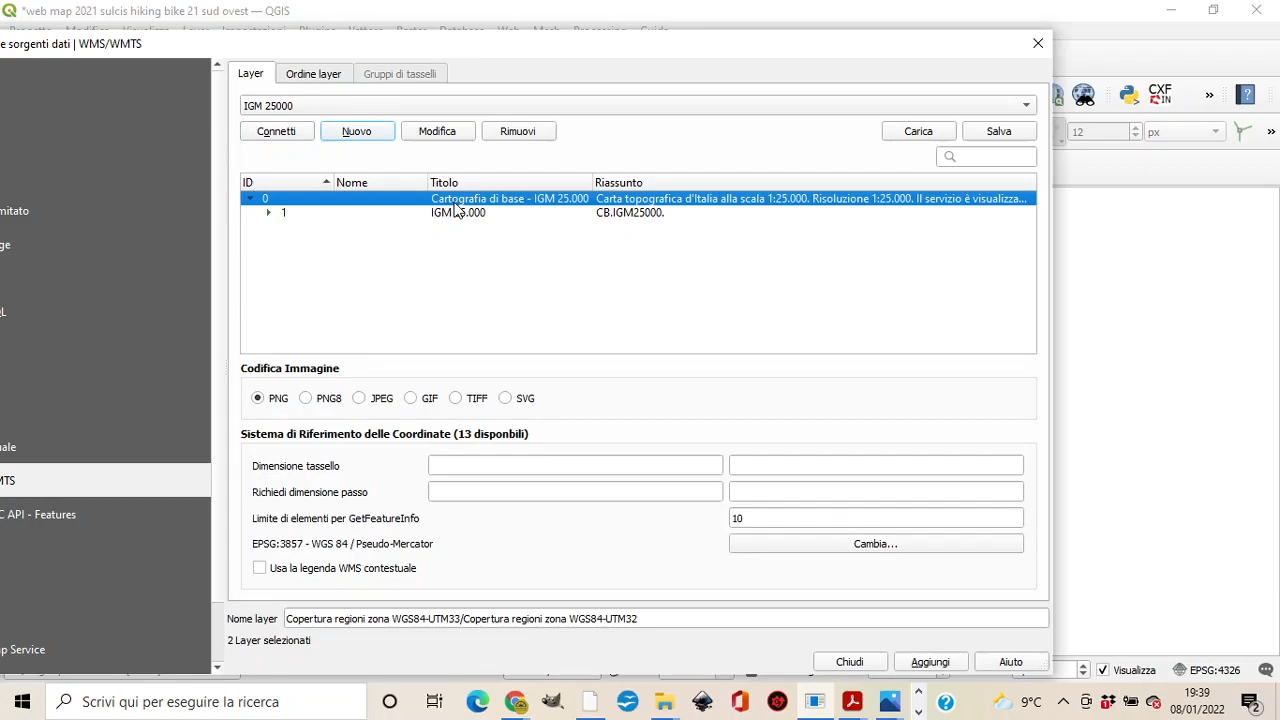 *web map 2021 sulcis hiking bike 21 sud ovest — QGIS
e sorgenti dati | WMS/WMTS
Layer
Ordine layer
Gruppi di tasselli
IGM 25000
Connetti
Nuovo
Modifica
Rimuovi
Carica
Salva
CXF
IN
»
12
px
»
ID
Nome
Titolo
Riassunto
0
Cartografia di base - IGM 25.000
Carta topografica d'Italia alla scala 1:25.000. Risoluzione 1:25.000. Il servizio è visualizza...
1
CB.IGM25000.
mitato
ge
L
uale
MTS
C API - Features
p Service
Codifica Immagine
PNG
PNG8
JPEG
GIF
TIFF
SVG
Sistema di Riferimento delle Coordinate (13 disponibili)
Dimensione tassello
Richiedi dimensione passo
Limite di elementi per GetFeatureInfo
10
EPSG:3857 - WGS 84 / Pseudo-Mercator
Cambia...
Usa la legenda WMS contestuale
Nome layer
Copertura regioni zona WGS84-UTM33/Copertura regioni zona WGS84-UTM32
2 Layer selezionati
Chiudi
Aggiungi
Aiuto
Visualizza
EPSG:4326
Scrivi qui per eseguire la ricerca
9°C
08/01/2022
2